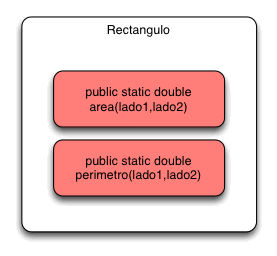 Rectangulo
public static double
area(lado1,lado2)
public static double
perimetro(lado1,lado2)